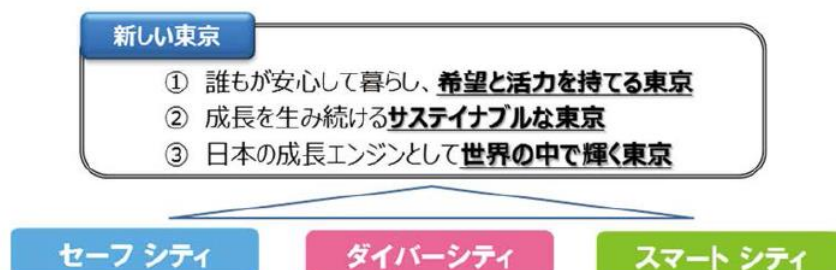 新しい東京
① 誰もが安心して暮らし、希望と活力を持てる東京
② 成長を生み続けるサステイナブルな東京
③ 日本の成長エンジンとして世界の中で輝く東京
セーフ シティ
ダイバーシティ
スマート シティ